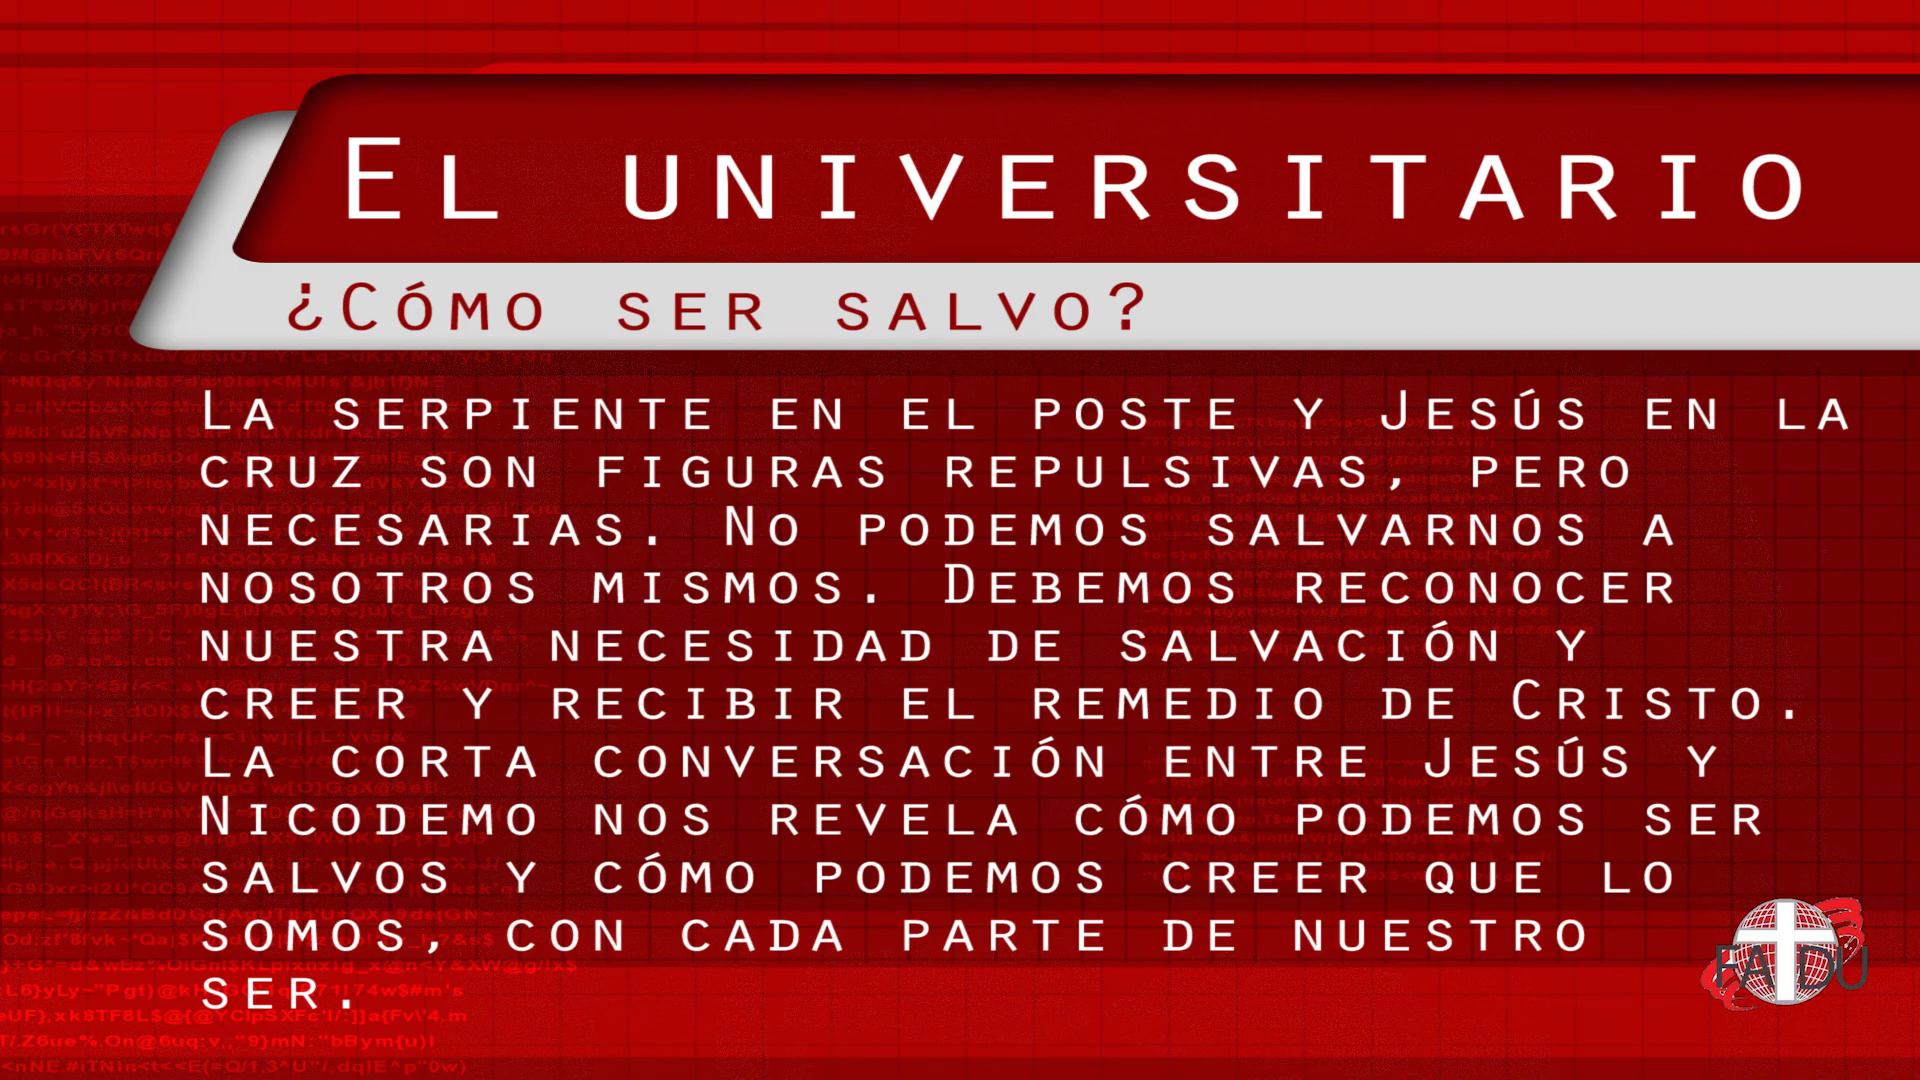 El universitario
¿Cómo ser salvo?
La serpiente en el poste y Jesús en la
cruz son figuras repulsivas, pero
necesarias. No podemos salvarnos a
nosotros mismos. Debemos reconocer
nuestra necesidad de salvación y
creer y recibir el remedio de Cristo.
La corta conversación entre Jesús y
Nicodemo nos revela cómo podemos ser
salvos y cómo podemos creer que lo
somos, con cada parte de nuestro
ser.
FATDU